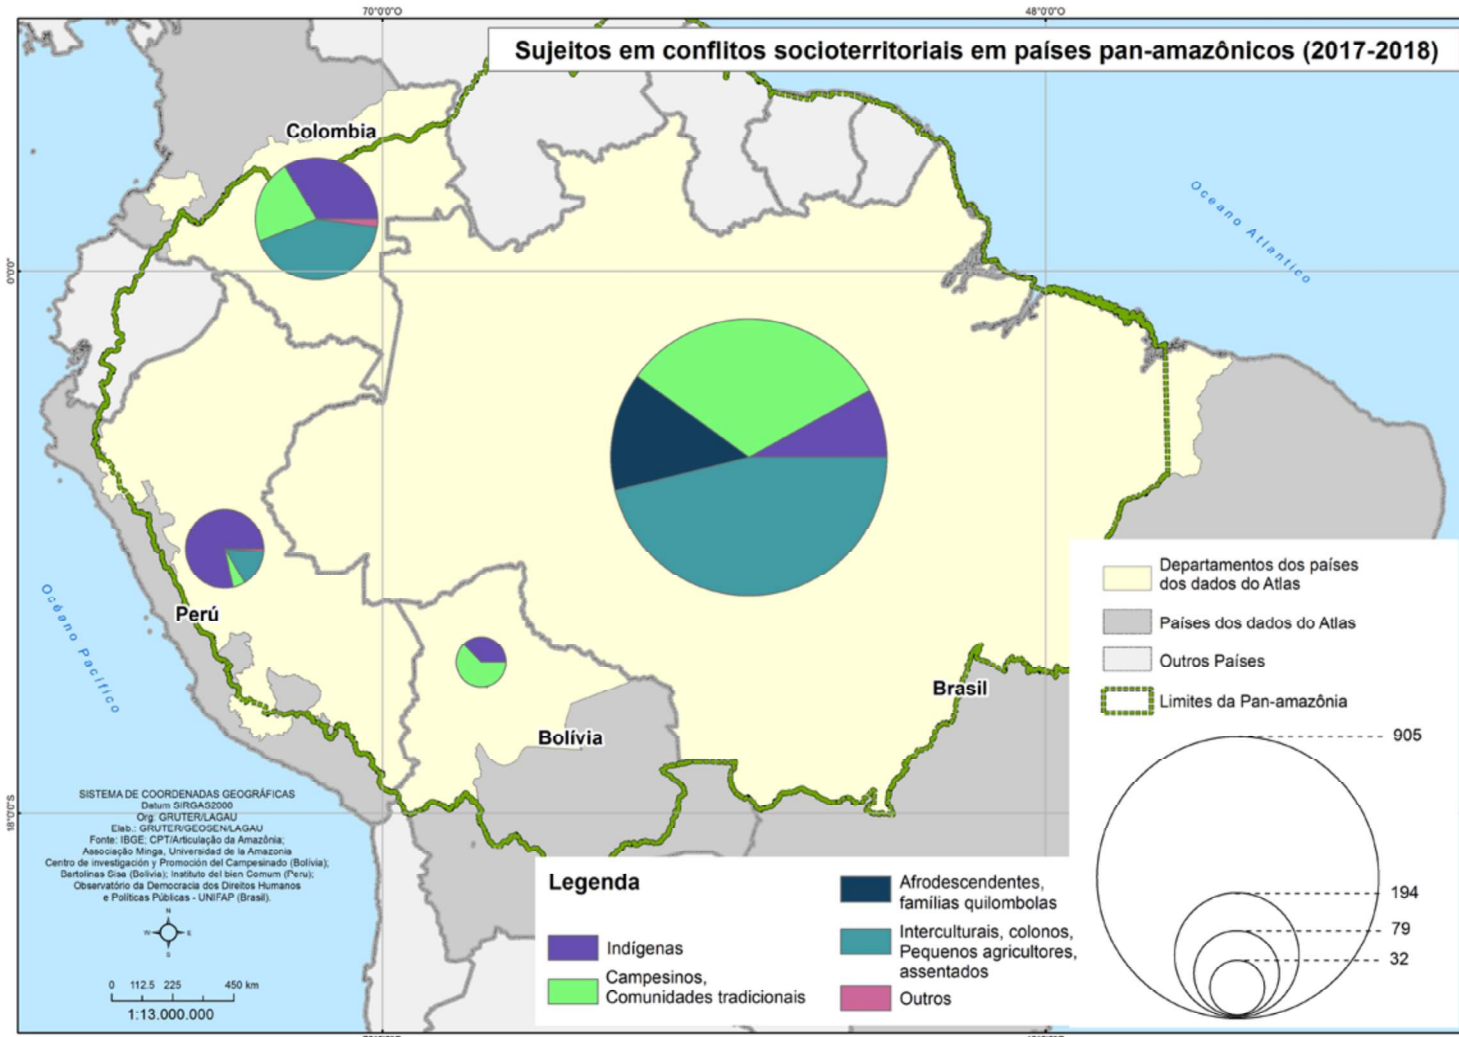 70°0'0"O
48°0'0"O
Sujeitos em conflitos socioterritoriais em países pan-amazônicos (2017-2018)
Colombia
Oceano Atlantico
0°0'0"
Perú
Océano Pacífico
Bolívia
Brasil
18°0'0"S
Departamentos dos países
dos dados do Atlas
Países dos dados do Atlas
Outros Países
Limites da Pan-amazônia
905
194
79
32
SISTEMA DE COORDENADAS GEOGRÁFICAS
Datum SIRGAS2000
Org: GRUTER/LAGAU
Elab.: GRUTER/GEOSEN/LAGAU
Fonte: IBGE; CPT/Articulação da Amazônia;
Associação Minga, Universidad de la Amazonia
Centro de investigación y Promoción del Campesinado (Bolívia);
Bartolinas Sisa (Bolívia); Instituto del bien Comum (Peru);
Observatório da Democracia dos Direitos Humanos
e Políticas Públicas - UNIFAP (Brasil).
N
W E
S
0 112.5 225 450 km
1:13.000.000
Legenda
Indígenas
Campesinos,
Comunidades tradicionais
Afrodescendentes,
famílias quilombolas
Interculturais, colonos,
Pequenos agricultores,
assentados
Outros